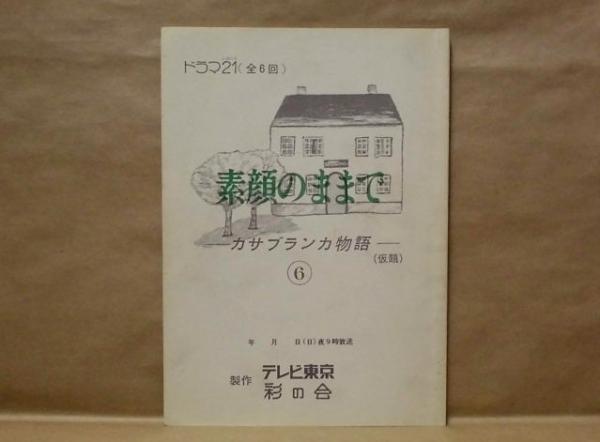 ドラマ21(全6回)
素顔のままで
―カサブランカ物語―
(仮題)
⑥
年 月 日(日)夜9時放送
製作 テレビ東京
彩の会